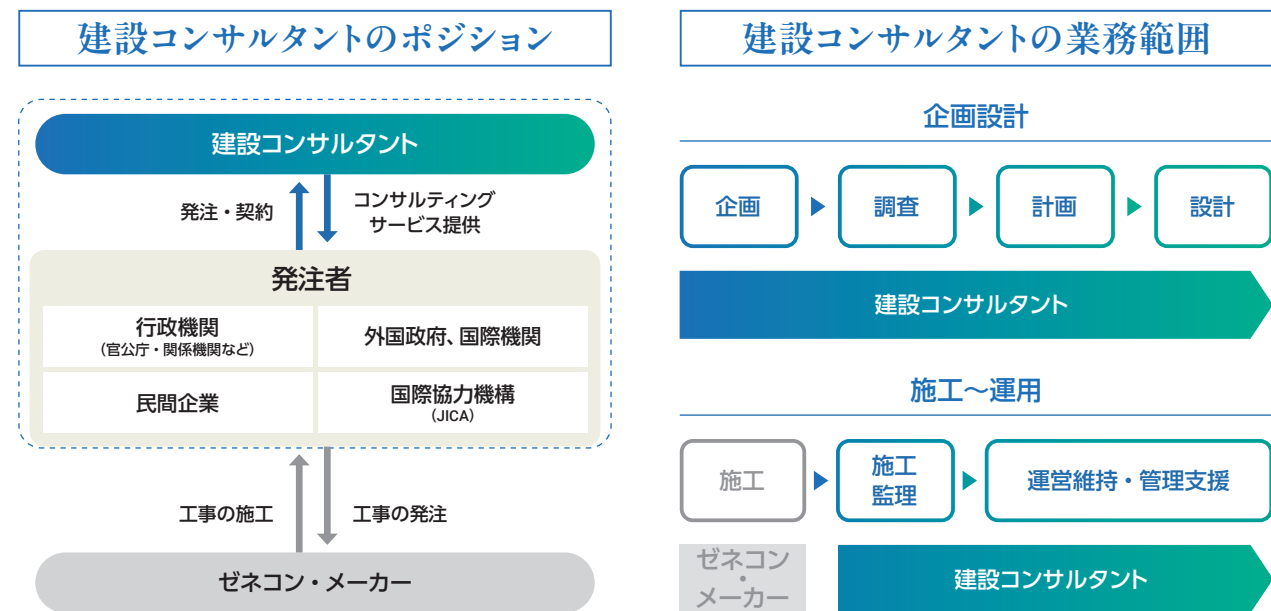 建設コンサルタントのポジション
建設コンサルタント
発注・契約
コンサルティング
サービス提供
発注者
行政機関
（官公庁・関係機関など）
外国政府、国際機関
民間企業
国際協力機構
（JICA）
工事の施工
工事の発注
ゼネコン・メーカー
建設コンサルタントの業務範囲
企画設計
企画
調査
計画
設計
建設コンサルタント
施工〜運用
施工
施工
監理
運営維持・管理支援
ゼネコン
・
メーカー
建設コンサルタント